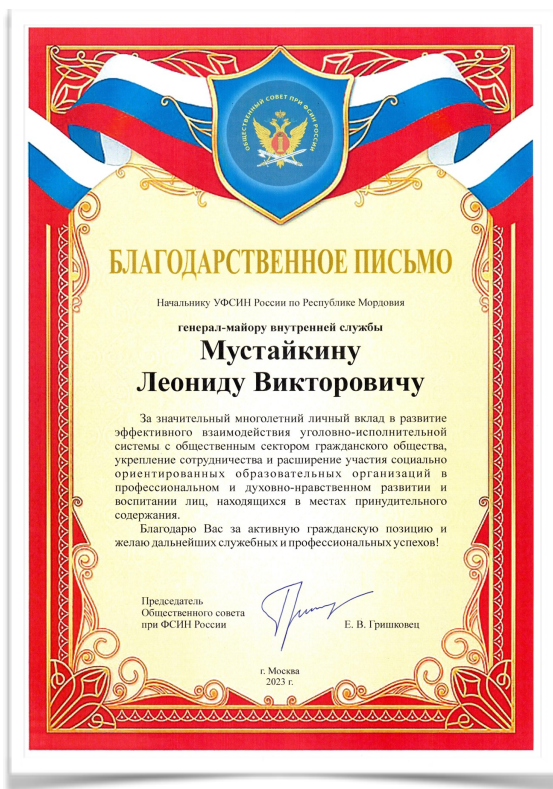 ОБЩЕСТВЕННЫЙ СОВЕТ ПРИ ФСИН РОССИИ
БЛАГОДАРСТВЕННОЕ ПИСЬМО
Начальнику УФСИН России по Республике Мордовия
генерал-майору внутренней службы
Мустайкину
Леониду Викторовичу
За значительный многолетний личный вклад в развитие
эффективного взаимодействия уголовно-исполнительной
системы с общественным сектором гражданского общества,
укрепление сотрудничества и расширение участия социально
ориентированных образовательных организаций в
профессиональном и духовно-нравственном развитии и
воспитании лиц, находящихся в местах принудительного
содержания.
Благодарю Вас за активную гражданскую позицию и
желаю дальнейших служебных и профессиональных успехов!
Председатель
Общественного совета
при ФСИН России
Е. В. Гришковец
г. Москва
2023 г.